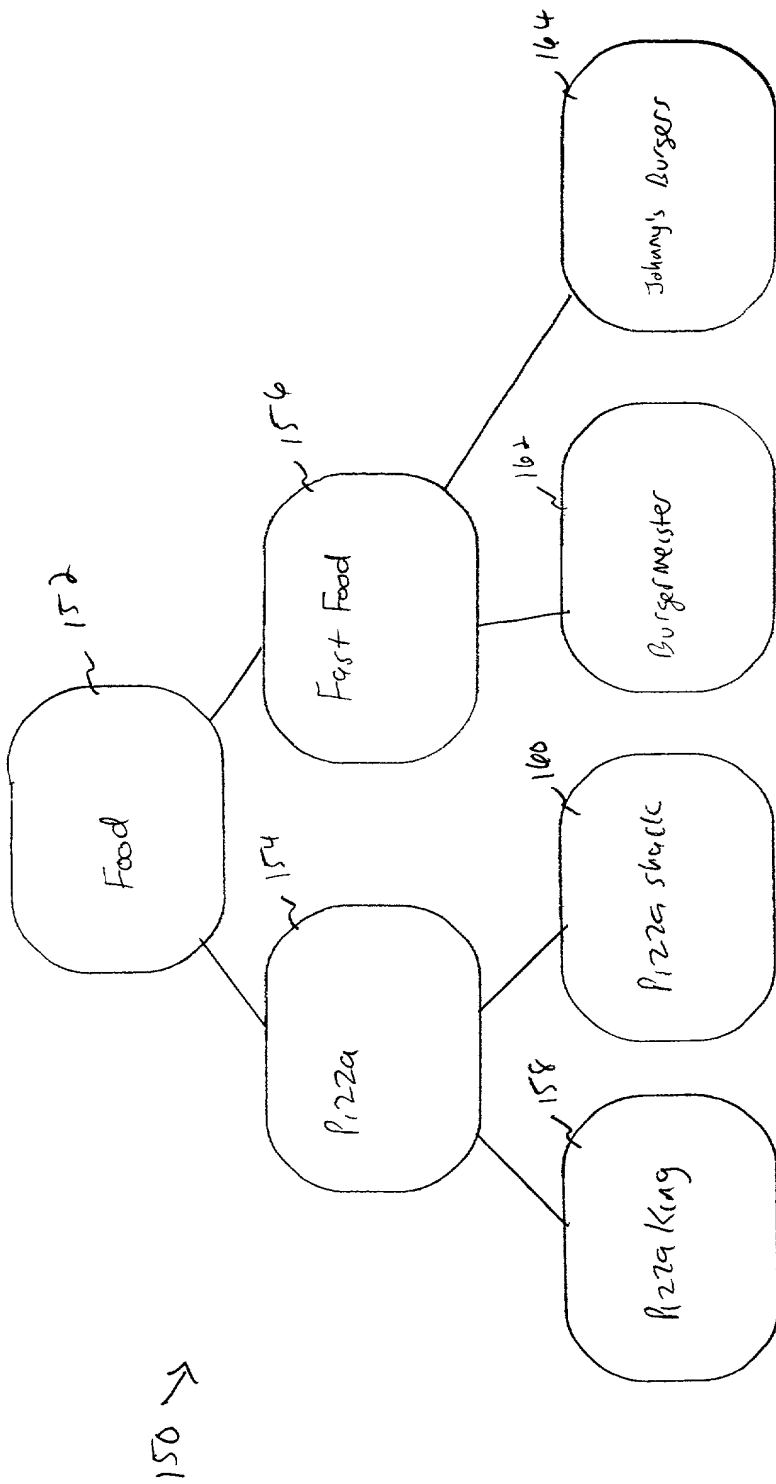 150
152
Food
154
Pizza
156
Fast Food
158
Pizza King
160
Pizza shack
162
Burgermeister
164
Johnny's Burgers